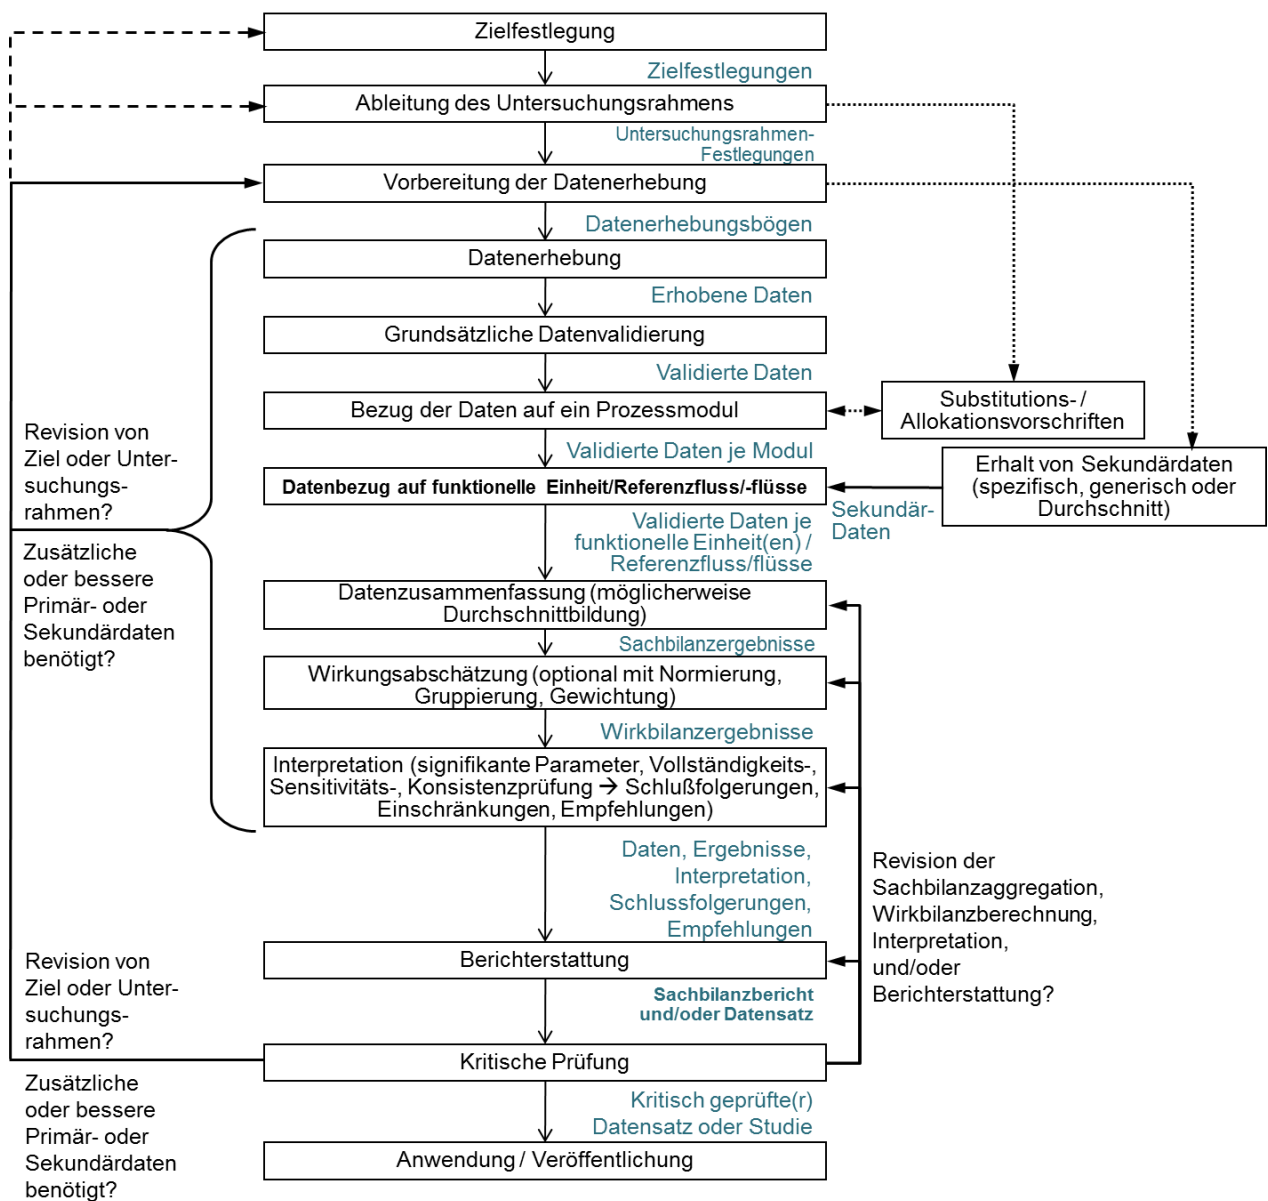 Zielfestlegung
Zielfestlegungen
Ableitung des Untersuchungsrahmens
Untersuchungsrahmen-
Festlegungen
Vorbereitung der Datenerhebung
Datenerhebungsbögen
Datenerhebung
Erhobene Daten
Grundsätzliche Datenvalidierung
Validierte Daten
Bezug der Daten auf ein Prozessmodul
Substitutions- /
Allokationsvorschriften
Validierte Daten je Modul
Datenbezug auf funktionelle Einheit/Referenzfluss/-flüsse
Erhalt von Sekundärdaten
(spezifisch, generisch oder
Durchschnitt)
Sekundär-
Daten
Validierte Daten je
funktionelle Einheit(en) /
Referenzfluss/flüsse
Revision von
Ziel oder Unter-
suchungs-
rahmen?
Zusätzliche
oder bessere
Primär- oder
Sekundärdaten
benötigt?
Datenzusammenfassung (möglicherweise
Durchschnittbildung)
Sachbilanzergebnisse
Wirkungsabschätzung (optional mit Normierung,
Gruppierung, Gewichtung)
Wirkbilanzergebnisse
Interpretation (signifikante Parameter, Vollständigkeits-,
Sensitivitäts-, Konsistenzprüfung → Schlußfolgerungen,
Einschränkungen, Empfehlungen)
Daten, Ergebnisse,
Interpretation,
Schlussfolgerungen,
Empfehlungen
Revision der
Sachbilanzaggregation,
Wirkbilanzberechnung,
Interpretation,
und/oder
Berichterstattung?
Berichterstattung
Sachbilanzbericht
und/oder Datensatz
Revision von
Ziel oder Unter-
suchungs-
rahmen?
Kritische Prüfung
Zusätzliche
oder bessere
Primär- oder
Sekundärdaten
benötigt?
Kritisch geprüfte(r)
Datensatz oder Studie
Anwendung / Veröffentlichung